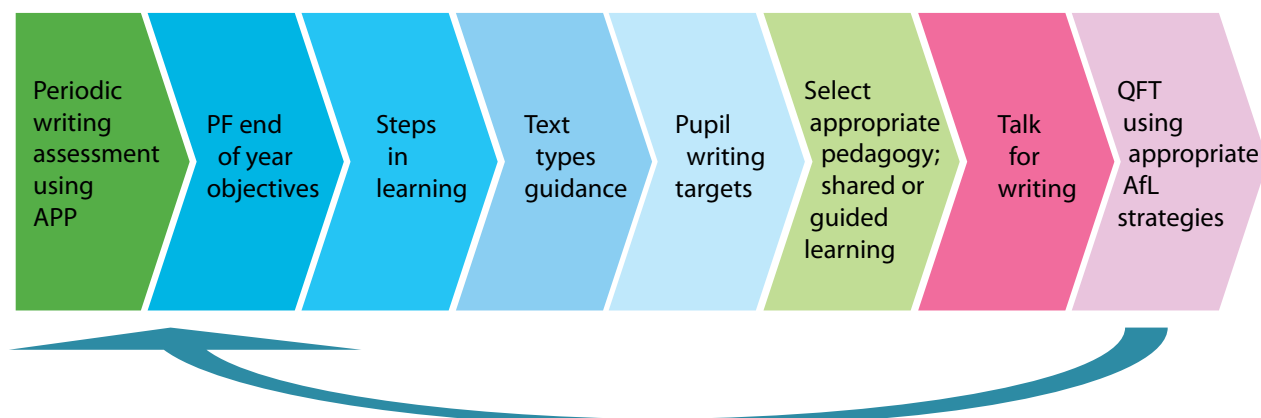 Periodic
writing
assessment
using
APP
PF end
of year
objectives
Steps
in
learning
Text
types
guidance
Pupil
writing
targets
Select
appropriate
pedagogy;
shared or
guided
learning
Talk
for
writing
QFT
using
appropriate
AfL
strategies